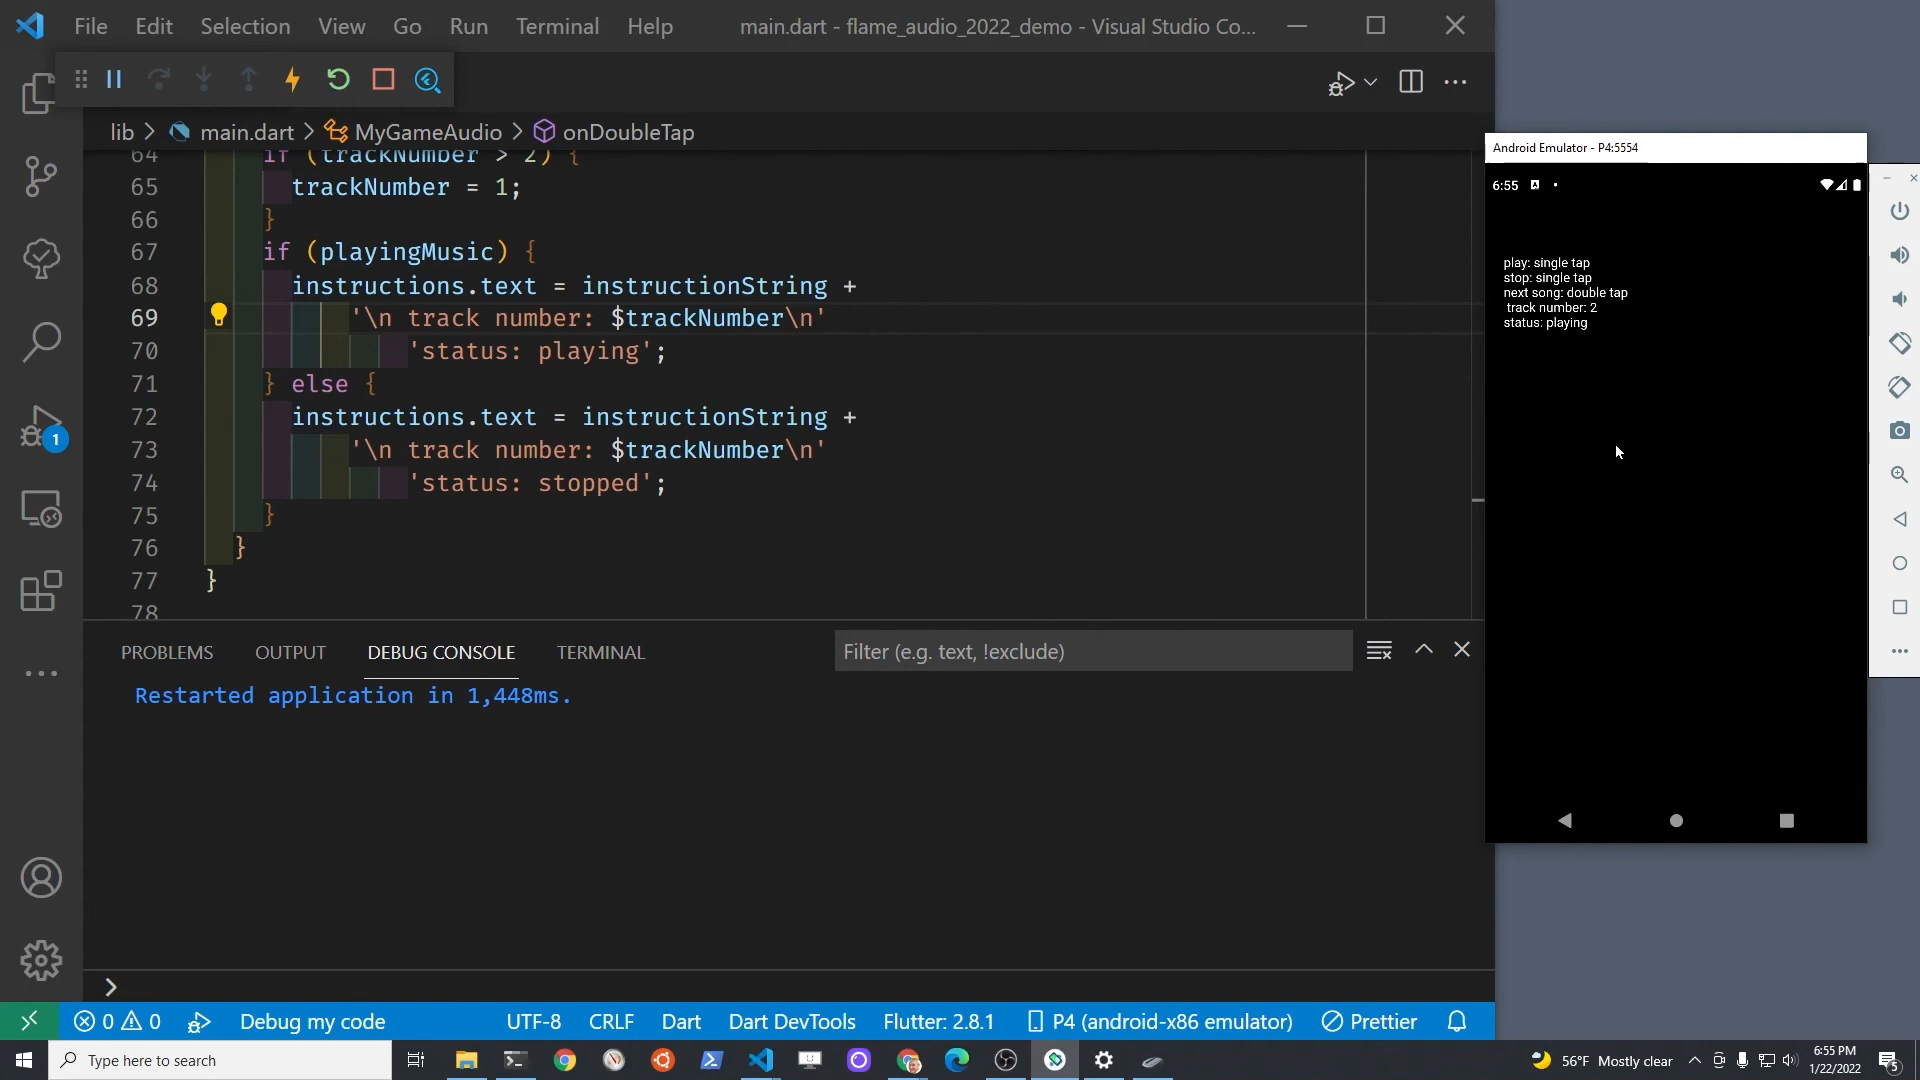 File Edit Selection View Go Run Terminal Help main.dart - flame_audio_2022_demo - Visual Studio Co...
lib > main.dart > MyGameAudio > onDoubleTap
64 if (trackNumber > 2) {
65 trackNumber = 1;
66 }
67 if (playingMusic) {
68 instructions.text = instructionString +
69 '\n track number: $trackNumber\n'
70 'status: playing';
71 } else {
72 instructions.text = instructionString +
73 '\n track number: $trackNumber\n'
74 'status: stopped';
75 }
76 }
77 }
78
1
PROBLEMS OUTPUT DEBUG CONSOLE TERMINAL Filter (e.g. text, !exclude)
Restarted application in 1,448ms.
0 0 Debug my code UTF-8 CRLF Dart Dart DevTools Flutter: 2.8.1 P4 (android-x86 emulator) Prettier
Android Emulator - P4:5554
6:55
play: single tap
stop: single tap
next song: double tap
track number: 2
status: playing
Type here to search
56°F Mostly clear
6:55 PM
1/22/2022
5